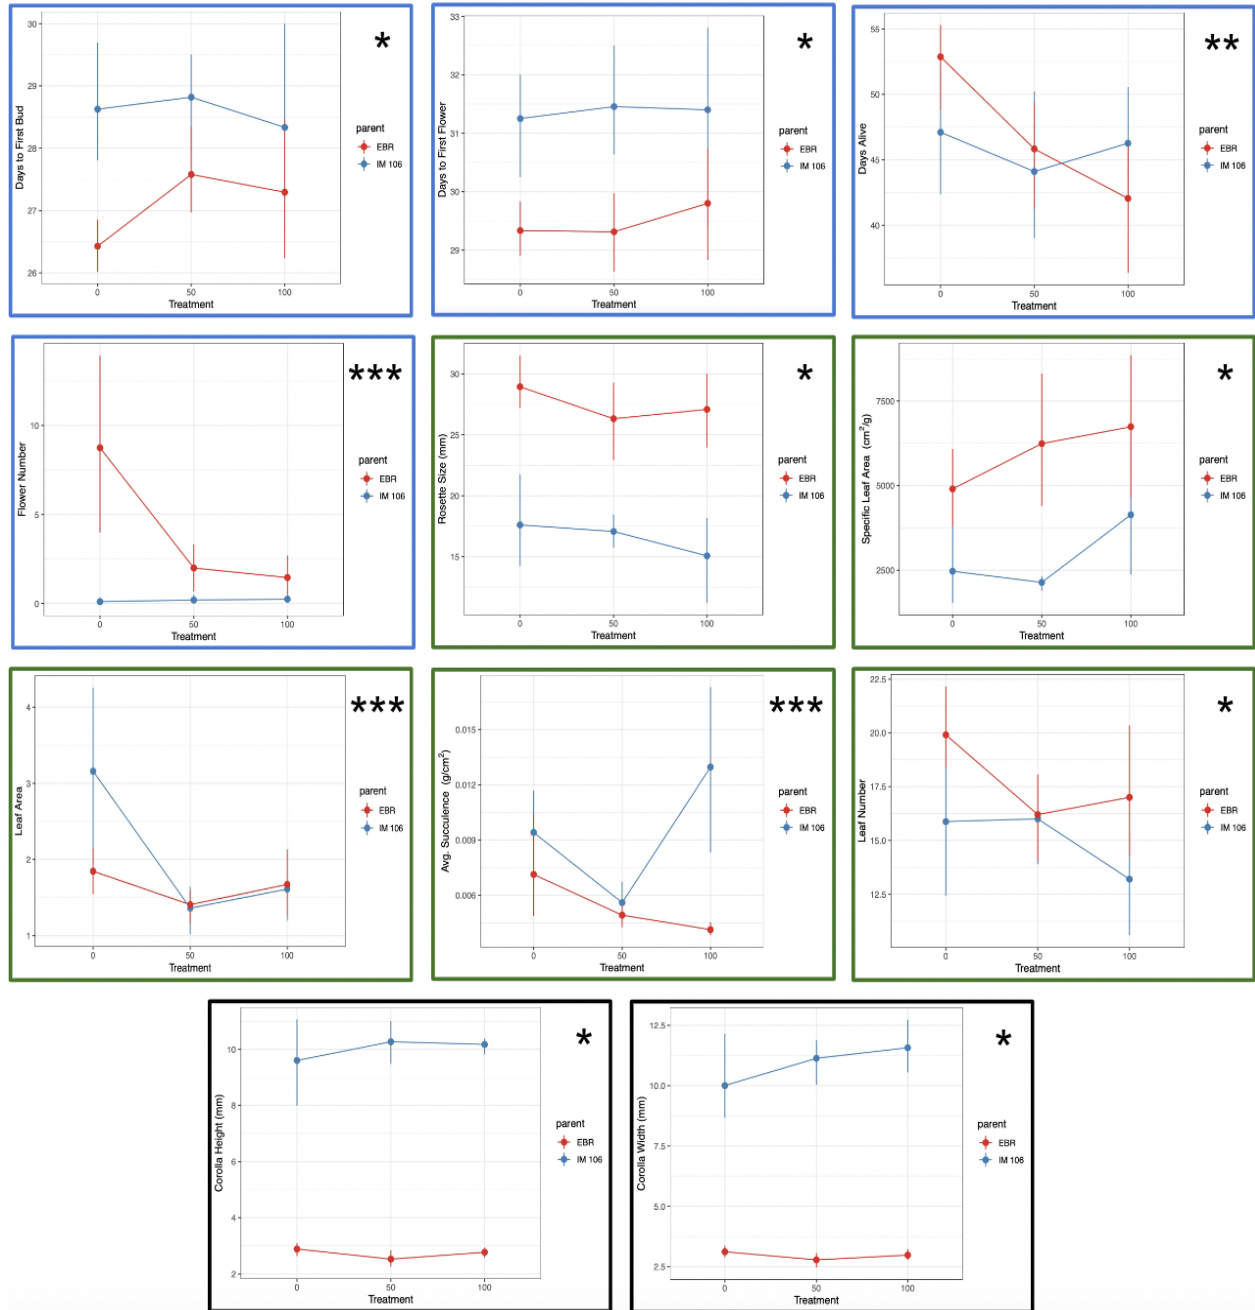 30
29
28
27
26
Days to First Bud
0 50 100
Treatment
parent
EBR
IM 106
*
33
32
31
30
29
Days to First Flower
0 50 100
Treatment
parent
EBR
IM 106
*
55
50
45
40
Days Alive
0 50 100
Treatment
parent
EBR
IM 106
**
10
5
0
Flower Number
0 50 100
Treatment
parent
EBR
IM 106
***
30
25
20
15
Rosette Size (mm)
0 50 100
Treatment
parent
EBR
IM 106
*
7500
5000
2500
Specific Leaf Area (cm²/g)
0 50 100
Treatment
parent
EBR
IM 106
*
4
3
2
1
Leaf Area
0 50 100
Treatment
parent
EBR
IM 106
***
0.015
0.012
0.009
0.006
Avg. Succulence (g/cm²)
0 50 100
Treatment
parent
EBR
IM 106
***
22.5
20.0
17.5
15.0
12.5
Leaf Number
0 50 100
Treatment
parent
EBR
IM 106
*
10
8
6
4
2
Corolla Height (mm)
0 50 100
Treatment
parent
EBR
IM 106
*
12.5
10.0
7.5
5.0
2.5
Corolla Width (mm)
0 50 100
Treatment
parent
EBR
IM 106
*